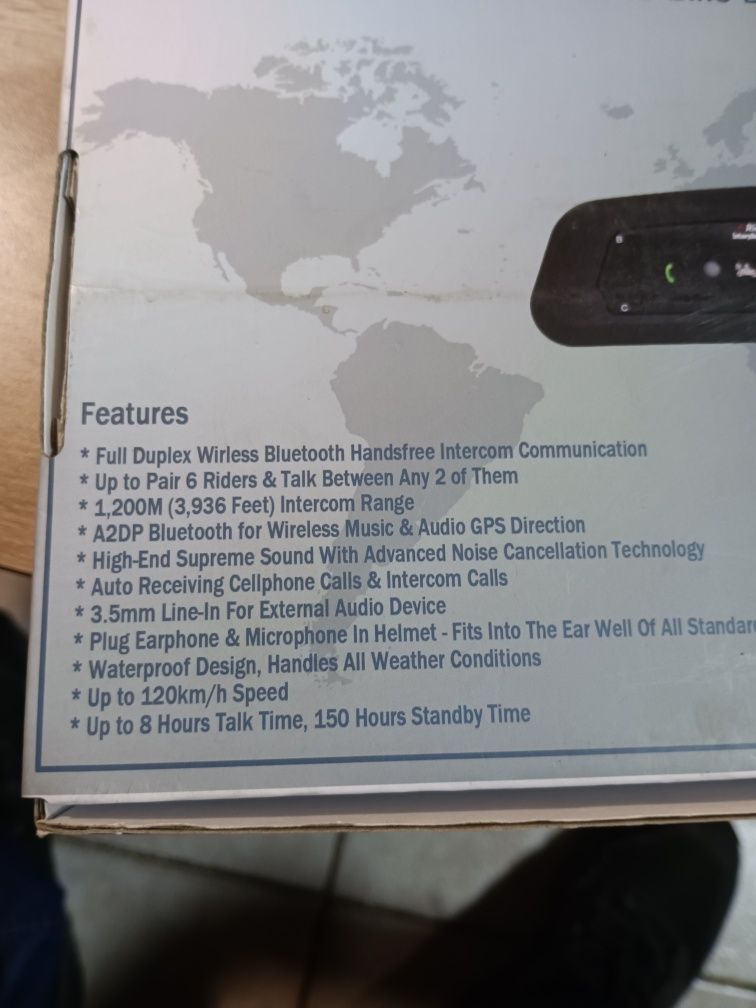 Features
* Full Duplex Wirless Bluetooth Handsfree Intercom Communication
* Up to Pair 6 Riders & Talk Between Any 2 of Them
* 1,200M (3,936 Feet) Intercom Range
* A2DP Bluetooth for Wireless Music & Audio GPS Direction
* High-End Supreme Sound With Advanced Noise Cancellation Technology
* Auto Receiving Cellphone Calls & Intercom Calls
* 3.5mm Line-In For External Audio Device
* Plug Earphone & Microphone In Helmet - Fits Into The Ear Well Of All
* Waterproof Design, Handles All Weather Conditions
* Up to 120km/h Speed
* Up to 8 Hours Talk Time, 150 Hours Standby Time